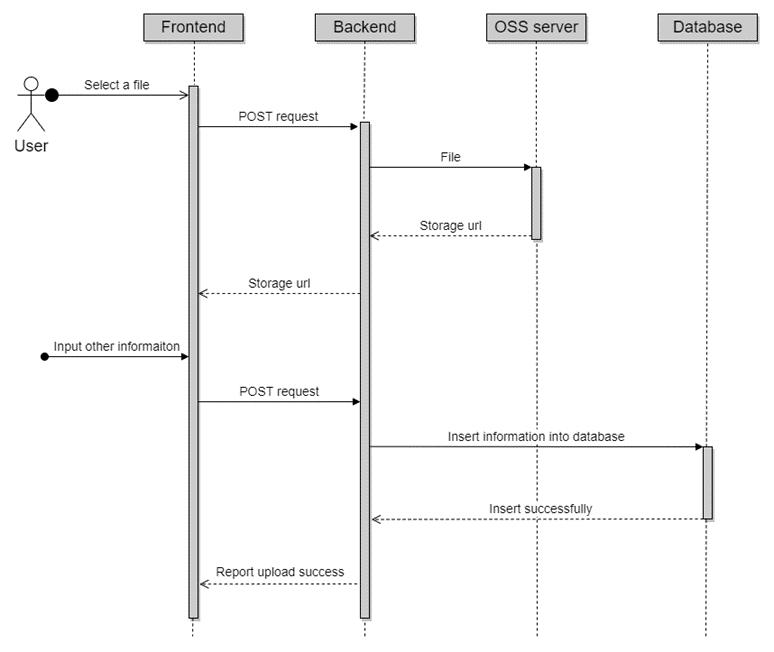 Frontend
Backend
OSS server
Database
Select a file
User
POST request
File
Storage url
Storage url
Input other informaiton
POST request
Insert information into database
Insert successfully
Report upload success